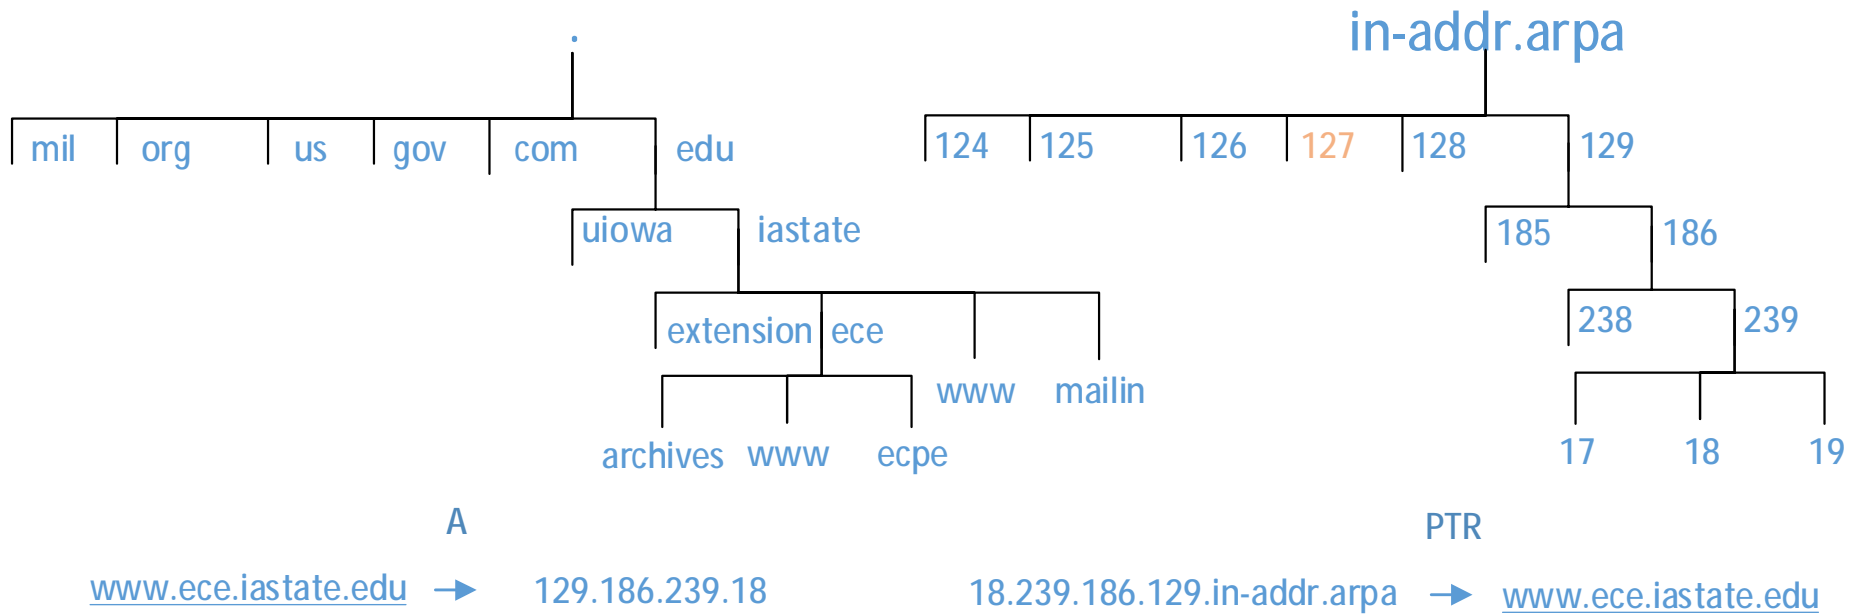 .
in-addr.arpa
mil org us gov com edu
124 125 126 127 128 129
uiowa iastate
185 186
extension ece
238 239
www mailin
archives www ecpe
17 18 19
A
PTR
www.ece.iastate.edu → 129.186.239.18
18.239.186.129.in-addr.arpa → www.ece.iastate.edu